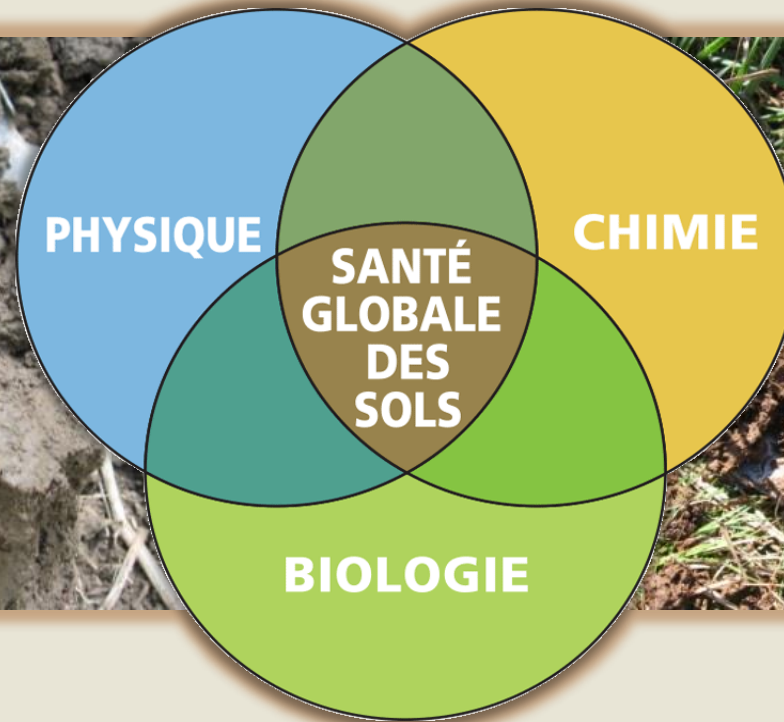 PHYSIQUE
CHIMIE
SANTÉ
GLOBALE
DES
SOLS
BIOLOGIE